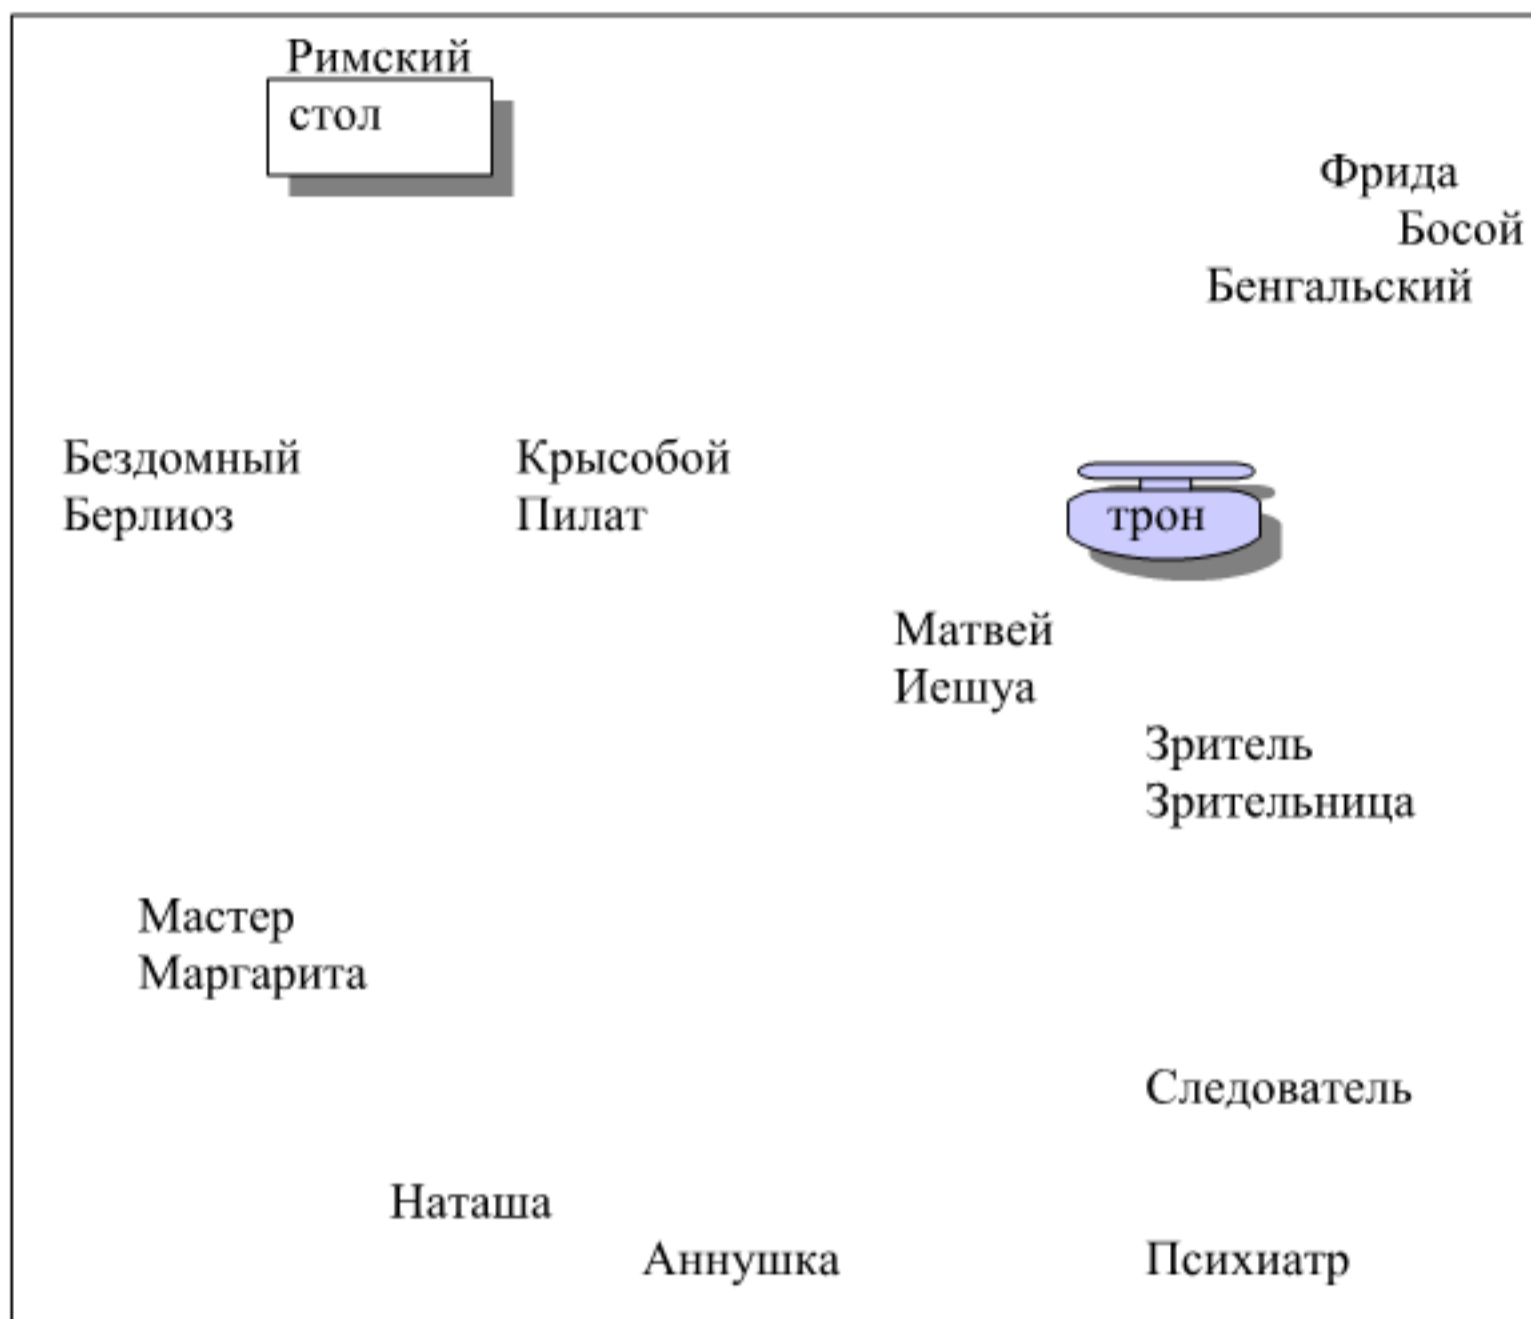 Римский
стол
Фрида
Босой
Бенгальский
Бездомный
Крысобой
Берлиоз
Пилат
трон
Матвей
Иешуа
Зритель
Зрительница
Мастер
Маргарита
Следователь
Наташа
Аннушка
Психиатр